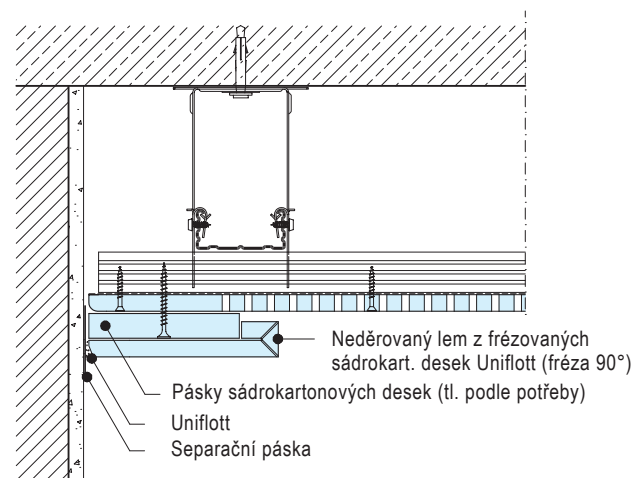 Neděrovaný lem z frézovaných
sádrokart. desek Uniflott (fréza 90°)
Pásky sádrokartonových desek (tl. podle potřeby)
Uniflott
Separační páska